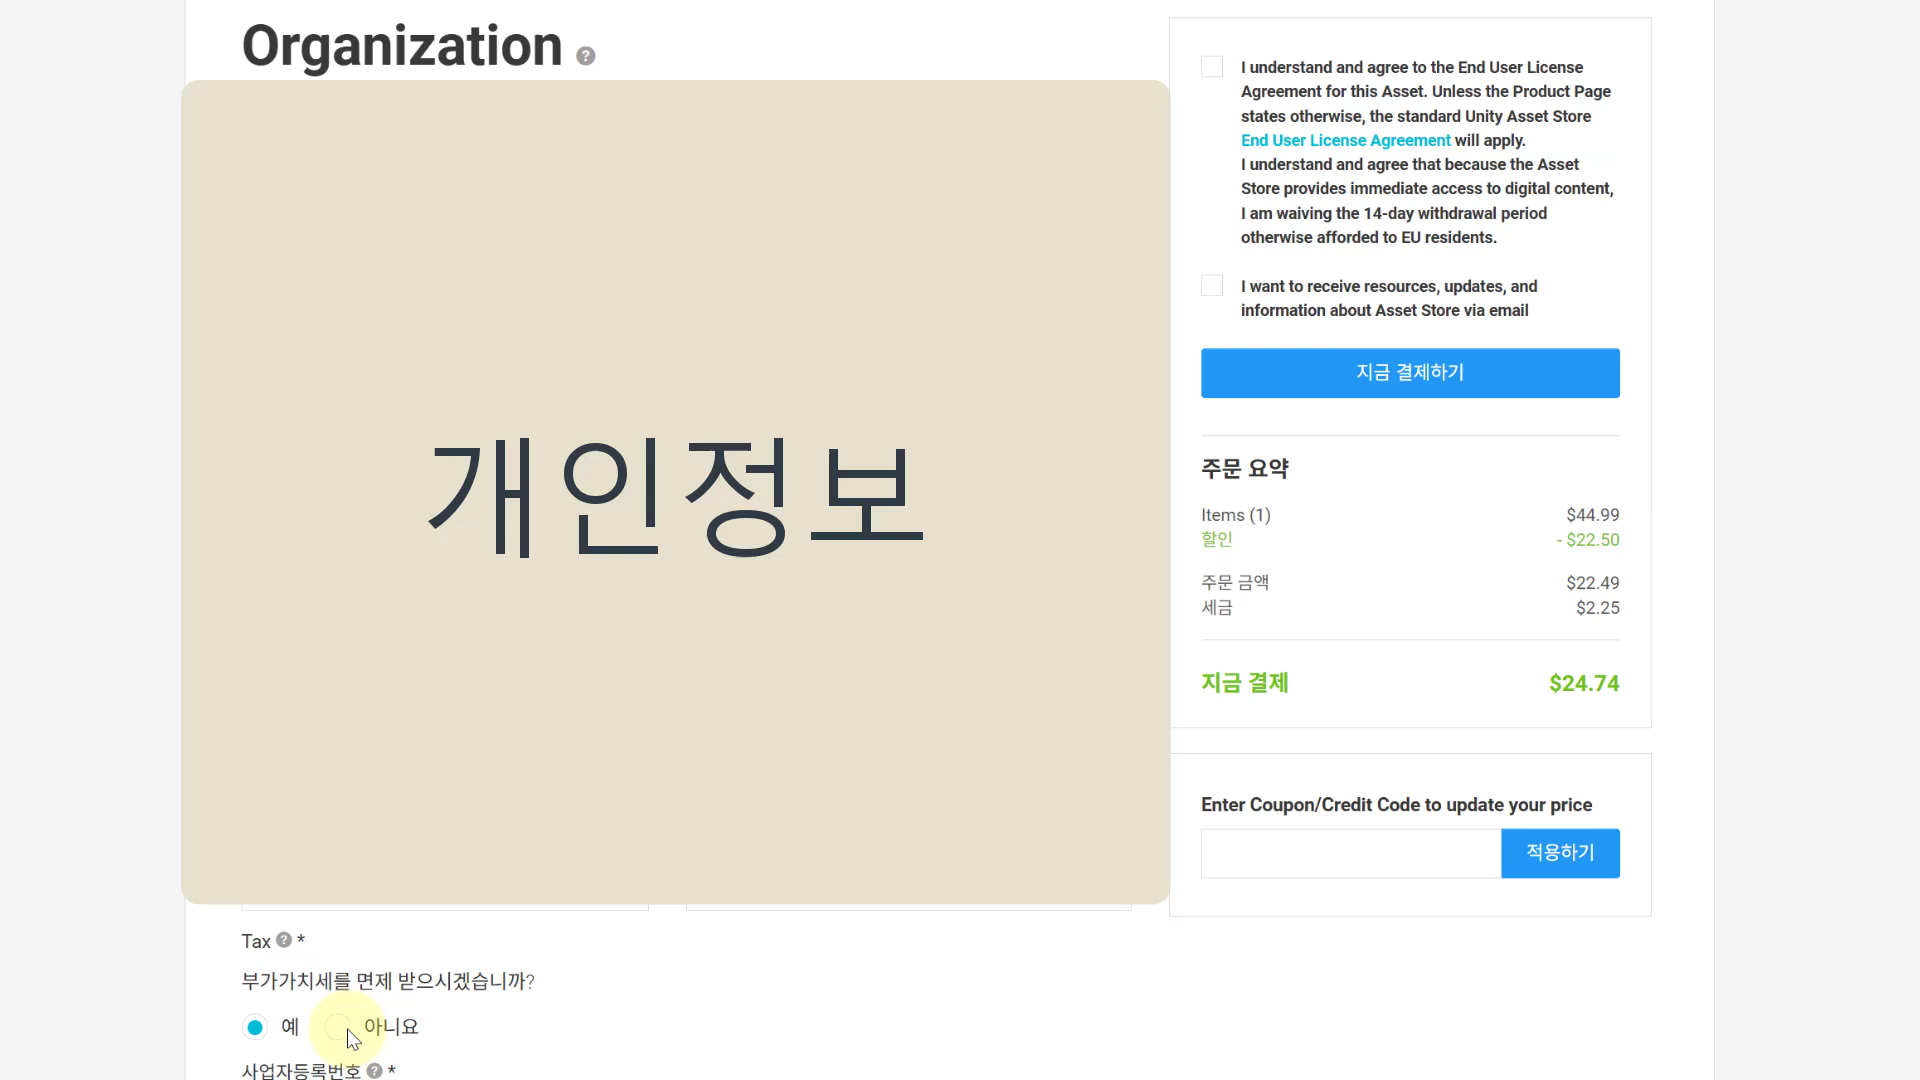 Organization ?
개인정보
Tax ? *
부가가치세를 면제 받으시겠습니까?
예 아니요
사업자등록번호 ? *
I understand and agree to the End User License
Agreement for this Asset. Unless the Product Page
states otherwise, the standard Unity Asset Store
End User License Agreement will apply.
I understand and agree that because the Asset
Store provides immediate access to digital content,
I am waiving the 14-day withdrawal period
otherwise afforded to EU residents.
I want to receive resources, updates, and
information about Asset Store via email
지금 결제하기
주문 요약
Items (1) $44.99
할인 - $22.50
주문 금액 $22.49
세금 $2.25
지금 결제 $24.74
Enter Coupon/Credit Code to update your price
적용하기